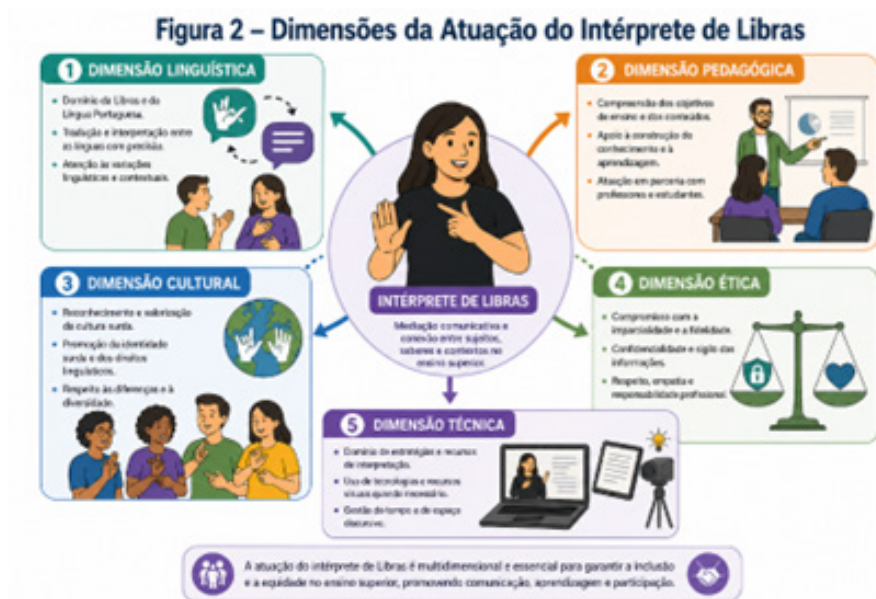 Figura 2 – Dimensões da Atuação do Intérprete de Libras
1 DIMENSÃO LINGUÍSTICA
• Domínio da Libras e da
Língua Portuguesa.
• Tradução e interpretação entre
as línguas com precisão.
• Atenção às variações
linguísticas e contextuais.
2 DIMENSÃO PEDAGÓGICA
• Compreensão dos objetivos
de ensino e dos conteúdos.
• Apoio à construção do
conhecimento e à
aprendizagem.
• Atuação em parceria com
professores e estudantes.
INTÉRPRETE DE LIBRAS
Mediação comunicativa e
conexão entre sujeitos,
saberes e contextos no
ensino superior.
3 DIMENSÃO CULTURAL
• Reconhecimento e valorização
da cultura surda.
• Promoção da identidade
surda e dos direitos
linguísticos.
• Respeito às diferenças e à
diversidade.
4 DIMENSÃO ÉTICA
• Compromisso com a
imparcialidade e a fidelidade.
• Confidencialidade e sigilo das
informações.
• Respeito, empatia e
responsabilidade profissional.
5 DIMENSÃO TÉCNICA
• Domínio de estratégias e recursos
de interpretação.
• Uso de tecnologias e recursos
visuais quando necessário.
• Gestão do tempo e do espaço
discursivo.
A atuação do intérprete de Libras é multidimensional e essencial para garantir a inclusão
e a equidade no ensino superior, promovendo comunicação, aprendizagem e participação.